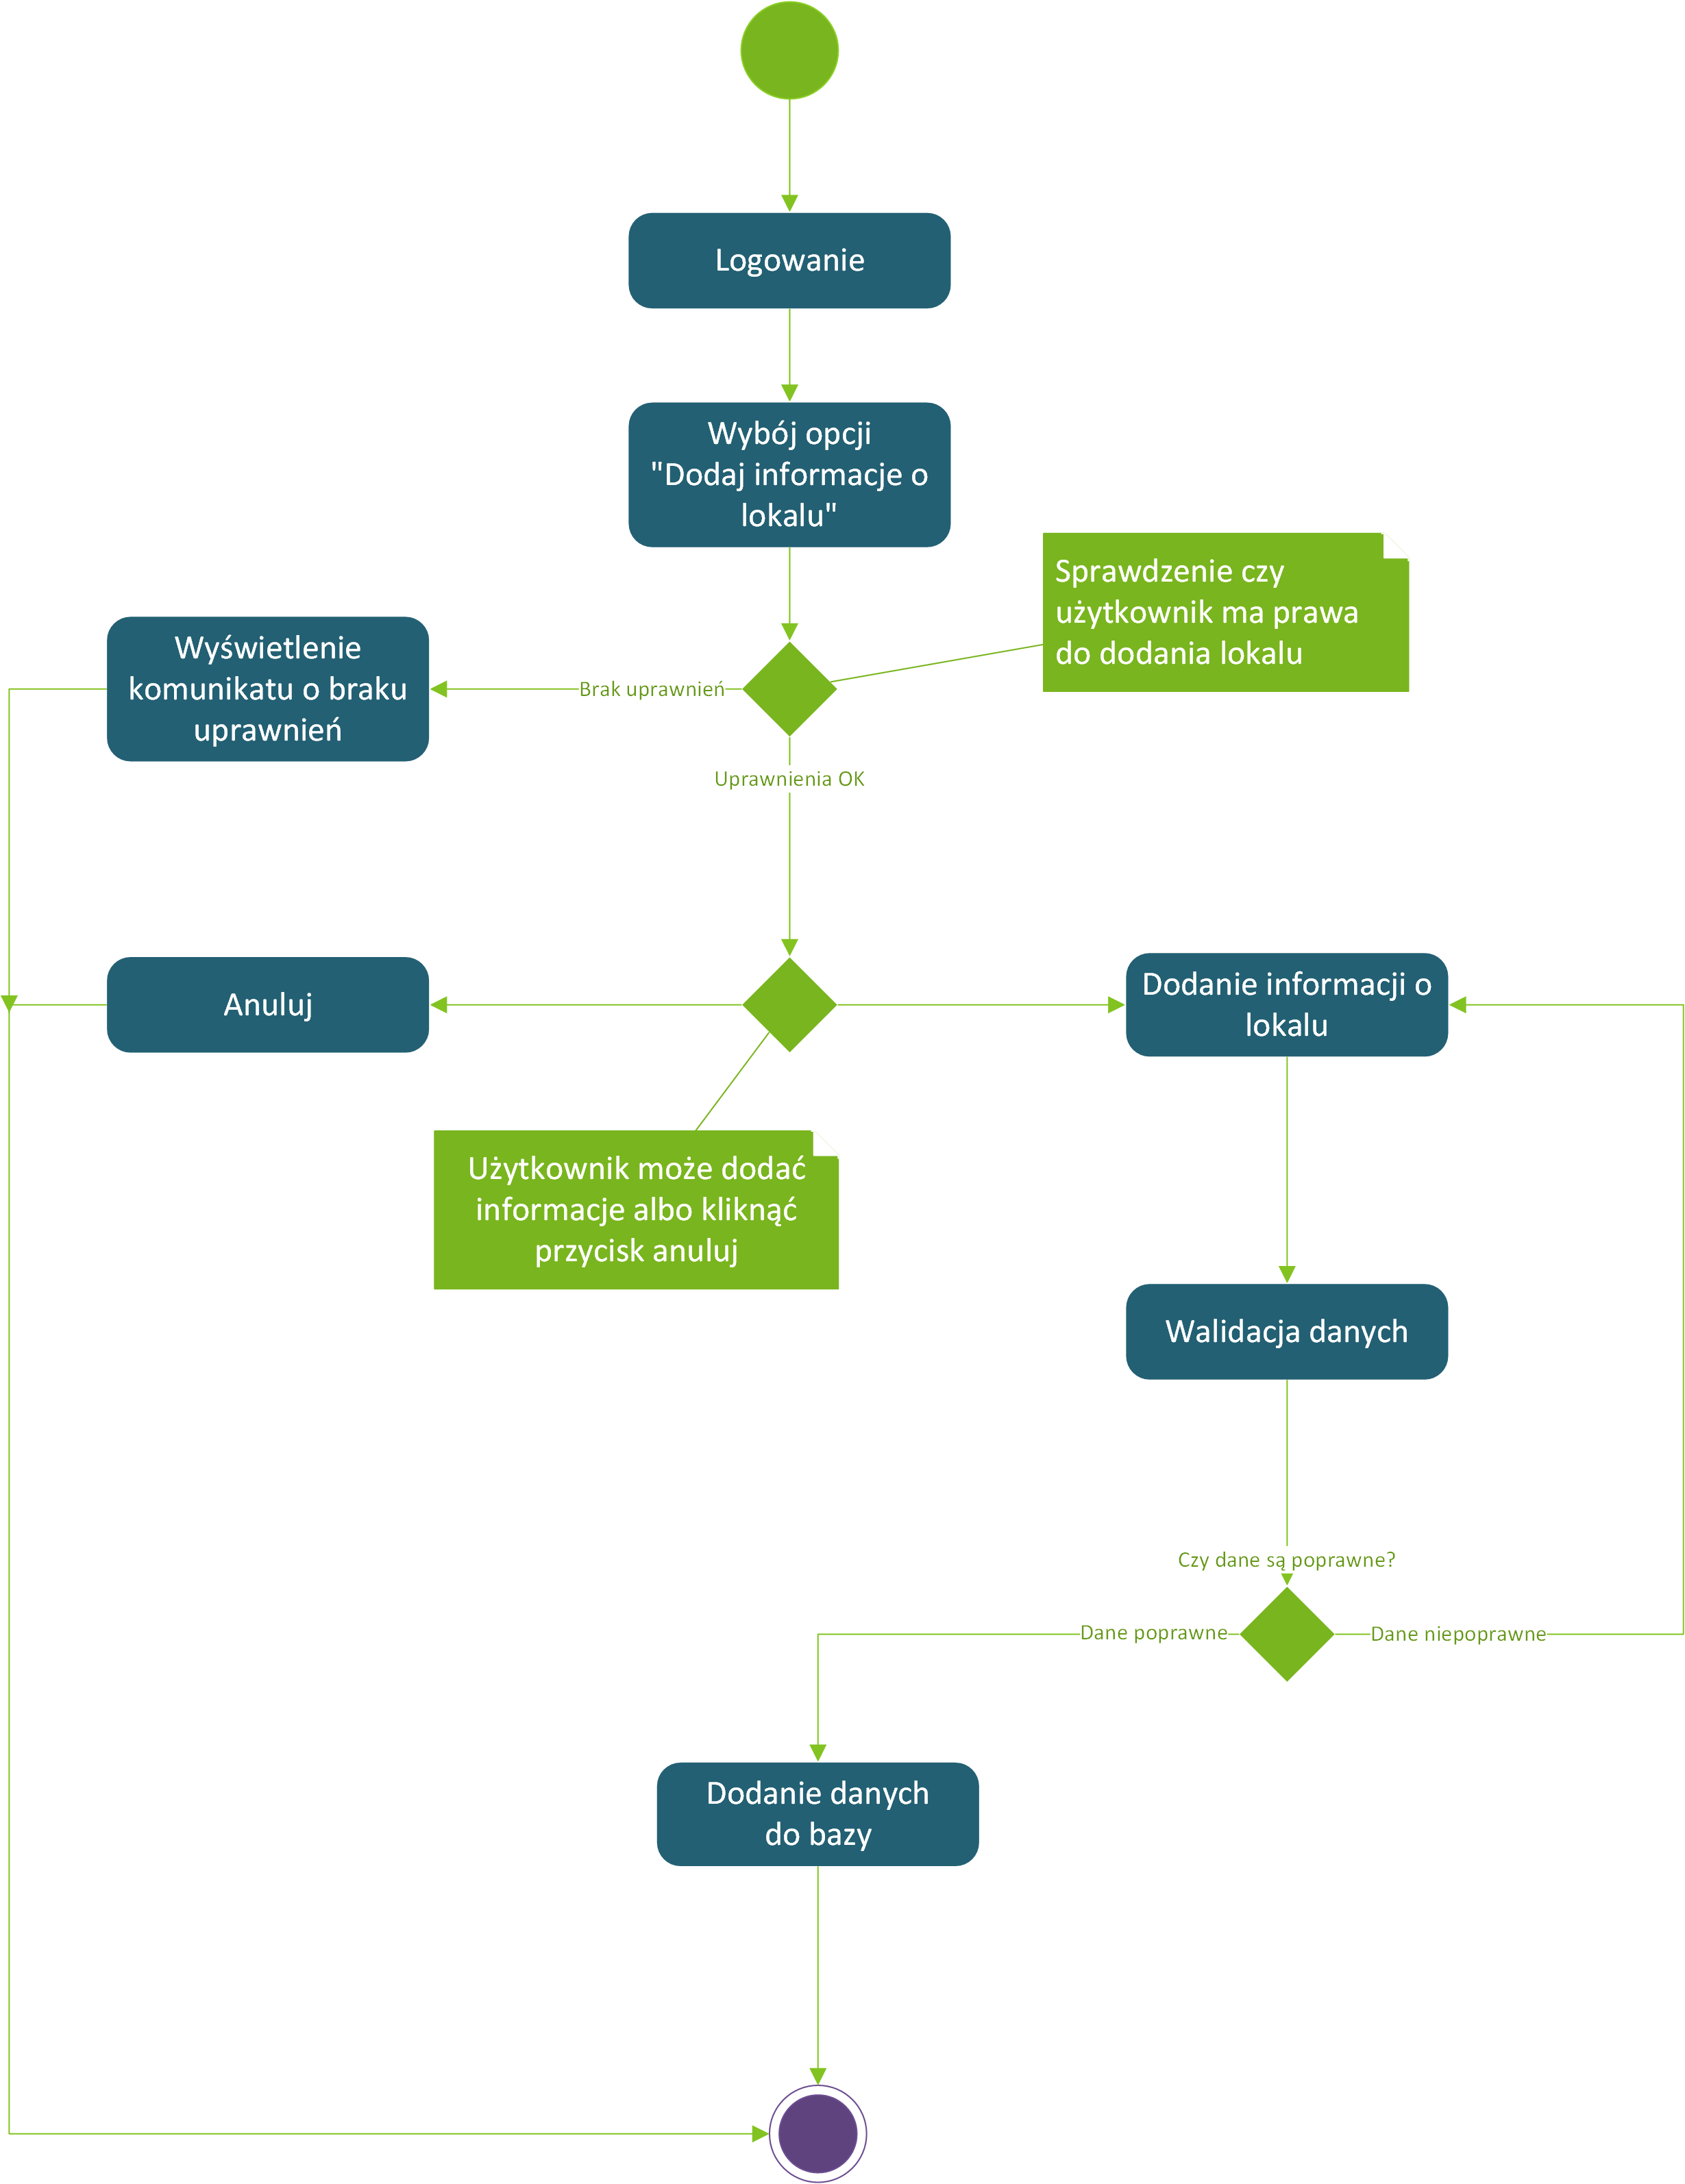 Logowanie
Wybój opcji
"Dodaj informacje o
lokalu"
Sprawdzenie czy
użytkownik ma prawa
do dodania lokalu
Wyświetlenie
komunikatu o braku
uprawnień
Brak uprawnień
Uprawnienia OK
Anuluj
Dodanie informacji o
lokalu
Użytkownik może dodać
informacje albo kliknąć
przycisk anuluj
Walidacja danych
Czy dane są poprawne?
Dane poprawne
Dane niepoprawne
Dodanie danych
do bazy